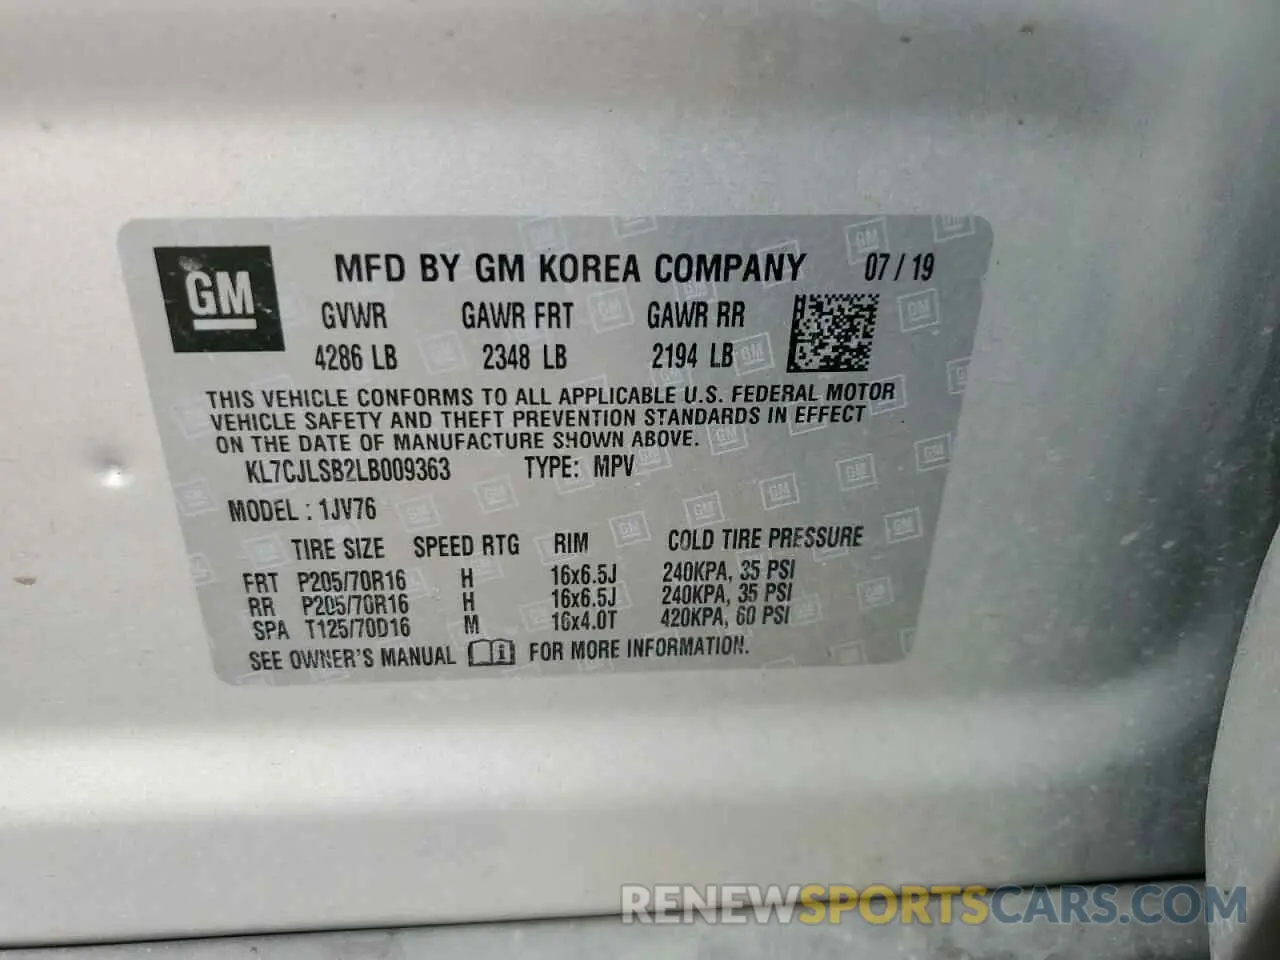 GM
MFD BY GM KOREA COMPANY 07/19
GVWR GAWR FRT GAWR RR
4286 LB 2348 LB 2194 LB
THIS VEHICLE CONFORMS TO ALL APPLICABLE U.S. FEDERAL MOTOR
VEHICLE SAFETY AND THEFT PREVENTION STANDARDS IN EFFECT
ON THE DATE OF MANUFACTURE SHOWN ABOVE.
KL7CJLSB2LB009363 TYPE: MPV
MODEL : 1JV76
TIRE SIZE SPEED RTG RIM COLD TIRE PRESSURE
FRT P205/70R16 H 16x6.5J 240KPA, 35 PSI
RR P205/70R16 H 16x6.5J 240KPA, 35 PSI
SPA T125/70D16 M 16x4.0T 420KPA, 60 PSI
SEE OWNER'S MANUAL i FOR MORE INFORMATION.
RENEWSPORTSCARS.COM